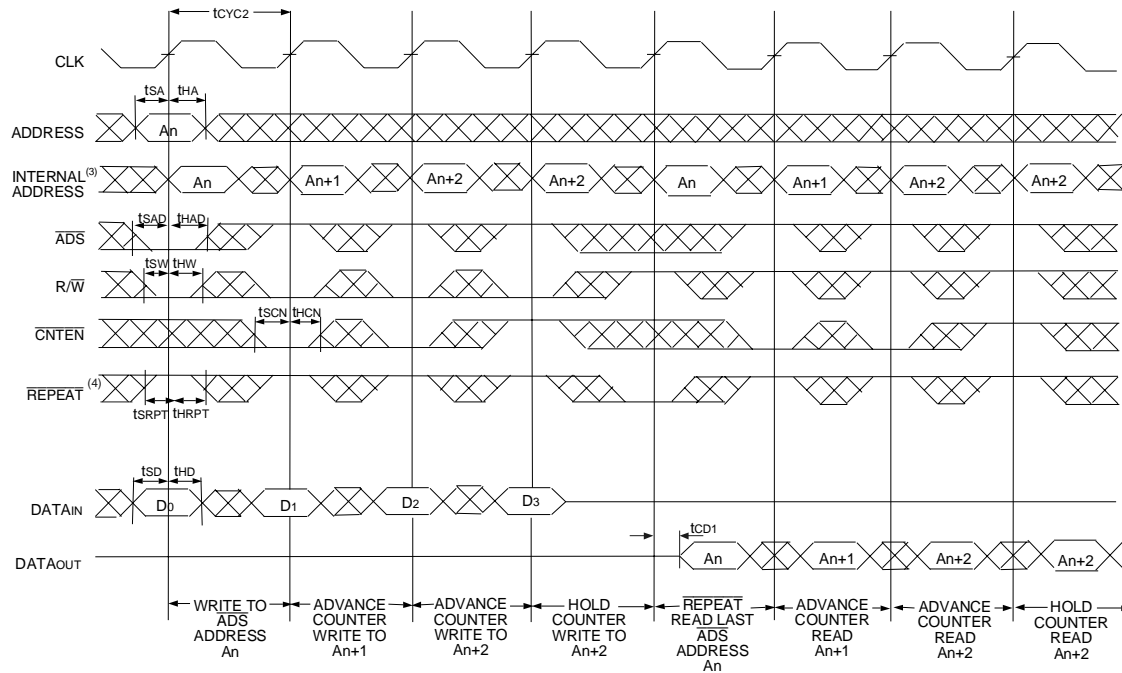 tCYC2
CLK
tSA tHA
ADDRESS An
INTERNAL(3) ADDRESS An An+1 An+2 An+2 An An+1 An+2 An+2
tSAD tHAD
ADS
tSW tHW
R/W
tSCN tHCN
CNTEN
REPEAT(4)
tSRPT tHRPT
tSD tHD
DATAIN D0 D1 D2 D3
tCD1
DATAOUT An An+1 An+2 An+2
WRITE TO
ADS
ADDRESS
An
ADVANCE
COUNTER
WRITE TO
An+1
ADVANCE
COUNTER
WRITE TO
An+2
HOLD
COUNTER
WRITE TO
An+2
REPEAT
READ LAST
ADS
ADDRESS
An
ADVANCE
COUNTER
READ
An+1
ADVANCE
COUNTER
READ
An+2
HOLD
COUNTER
READ
An+2